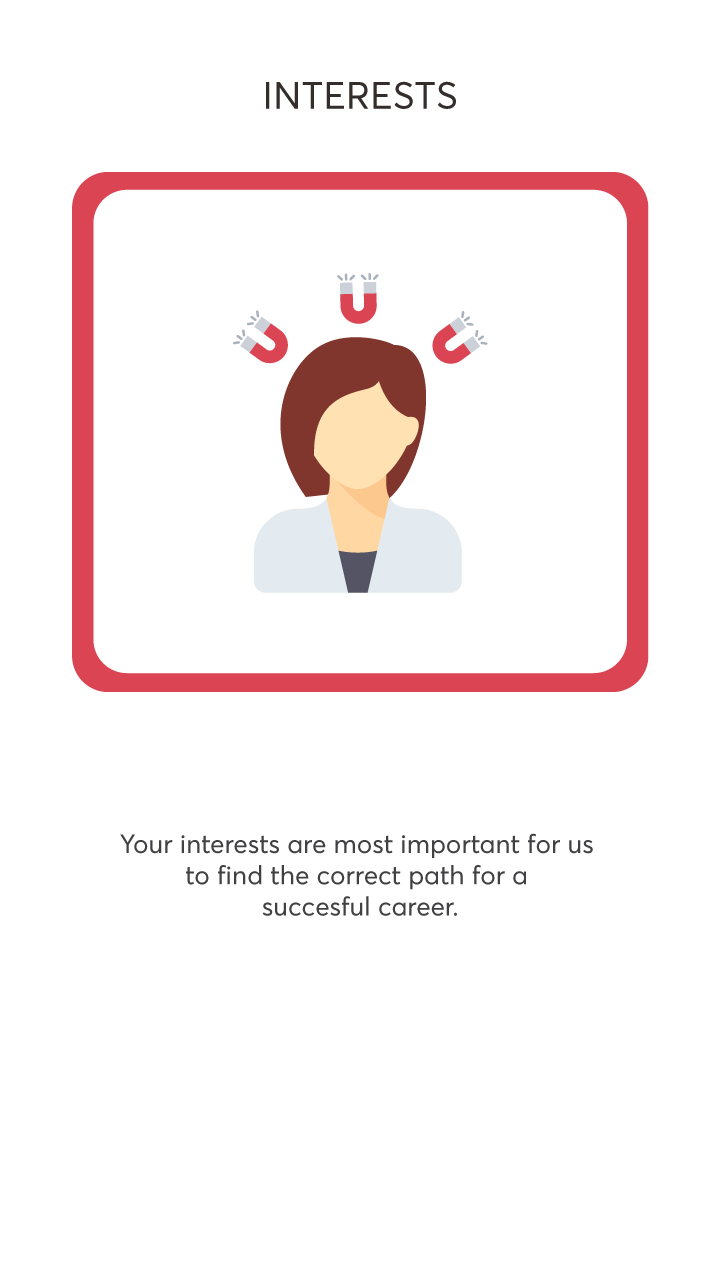 INTERESTS
Your interests are most important for us
to find the correct path for a
succesful career.